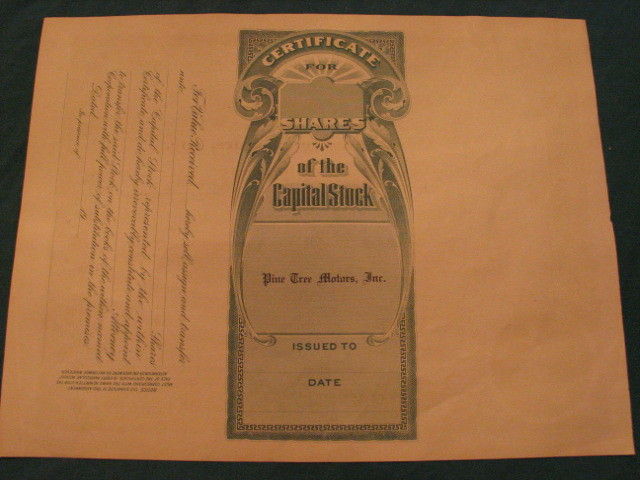 CERTIFICATE
FOR
SHARES
of the
Capital Stock
Pine Tree Motors, Inc.
ISSUED TO
DATE
For Value Received hereby sell, assign and transfer
unto
Shares
of the Capital Stock represented by the within
Certificate and do hereby irrevocably constitute and appoint
Attorney
to transfer the said Stock on the books of the within named
Corporation with full power of substitution in the premises.
Dated 19
In presence of